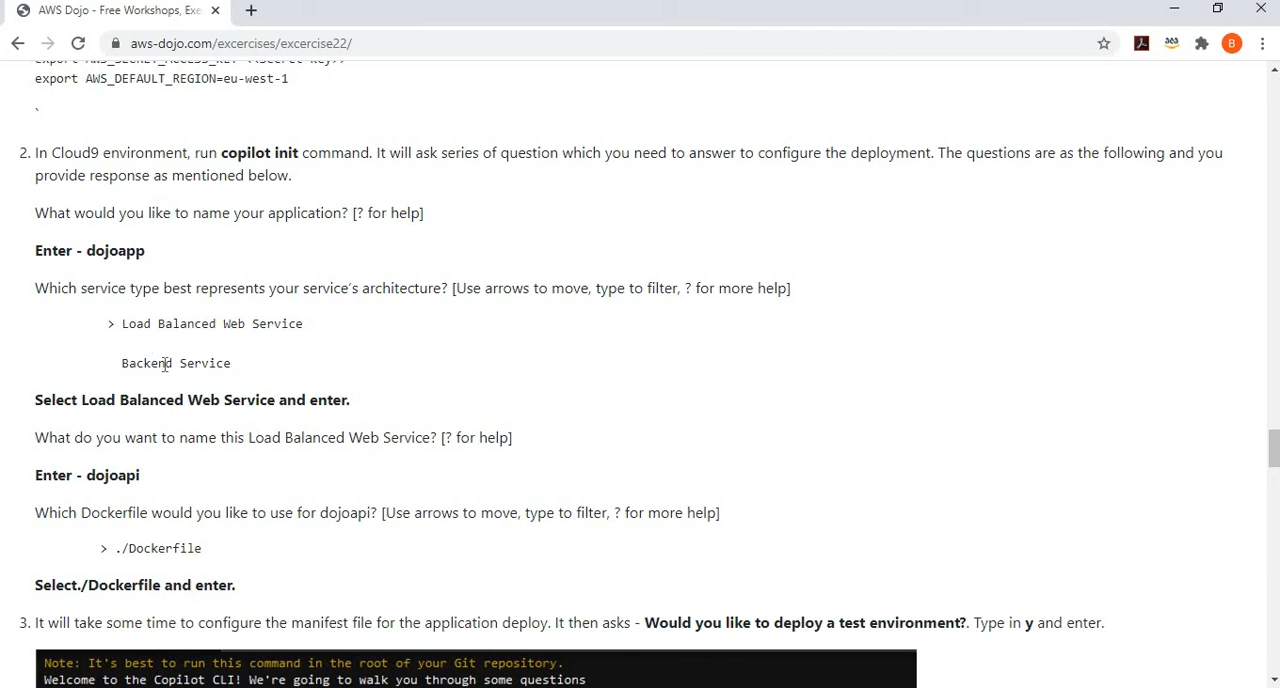 AWS Dojo - Free Workshops, Exe
aws-dojo.com/excercises/excercise22/
export AWS_DEFAULT_REGION=eu-west-1
`
2. In Cloud9 environment, run copilot init command. It will ask series of question which you need to answer to configure the deployment. The questions are as the following and you
provide response as mentioned below.
What would you like to name your application? [? for help]
Enter - dojoapp
Which service type best represents your service's architecture? [Use arrows to move, type to filter, ? for more help]
> Load Balanced Web Service
Backend Service
Select Load Balanced Web Service and enter.
What do you want to name this Load Balanced Web Service? [? for help]
Enter - dojoapi
Which Dockerfile would you like to use for dojoapi? [Use arrows to move, type to filter, ? for more help]
> ./Dockerfile
Select./Dockerfile and enter.
3. It will take some time to configure the manifest file for the application deploy. It then asks - Would you like to deploy a test environment?. Type in y and enter.
Note: It's best to run this command in the root of your Git repository.
Welcome to the Copilot CLI! We're going to walk you through some questions